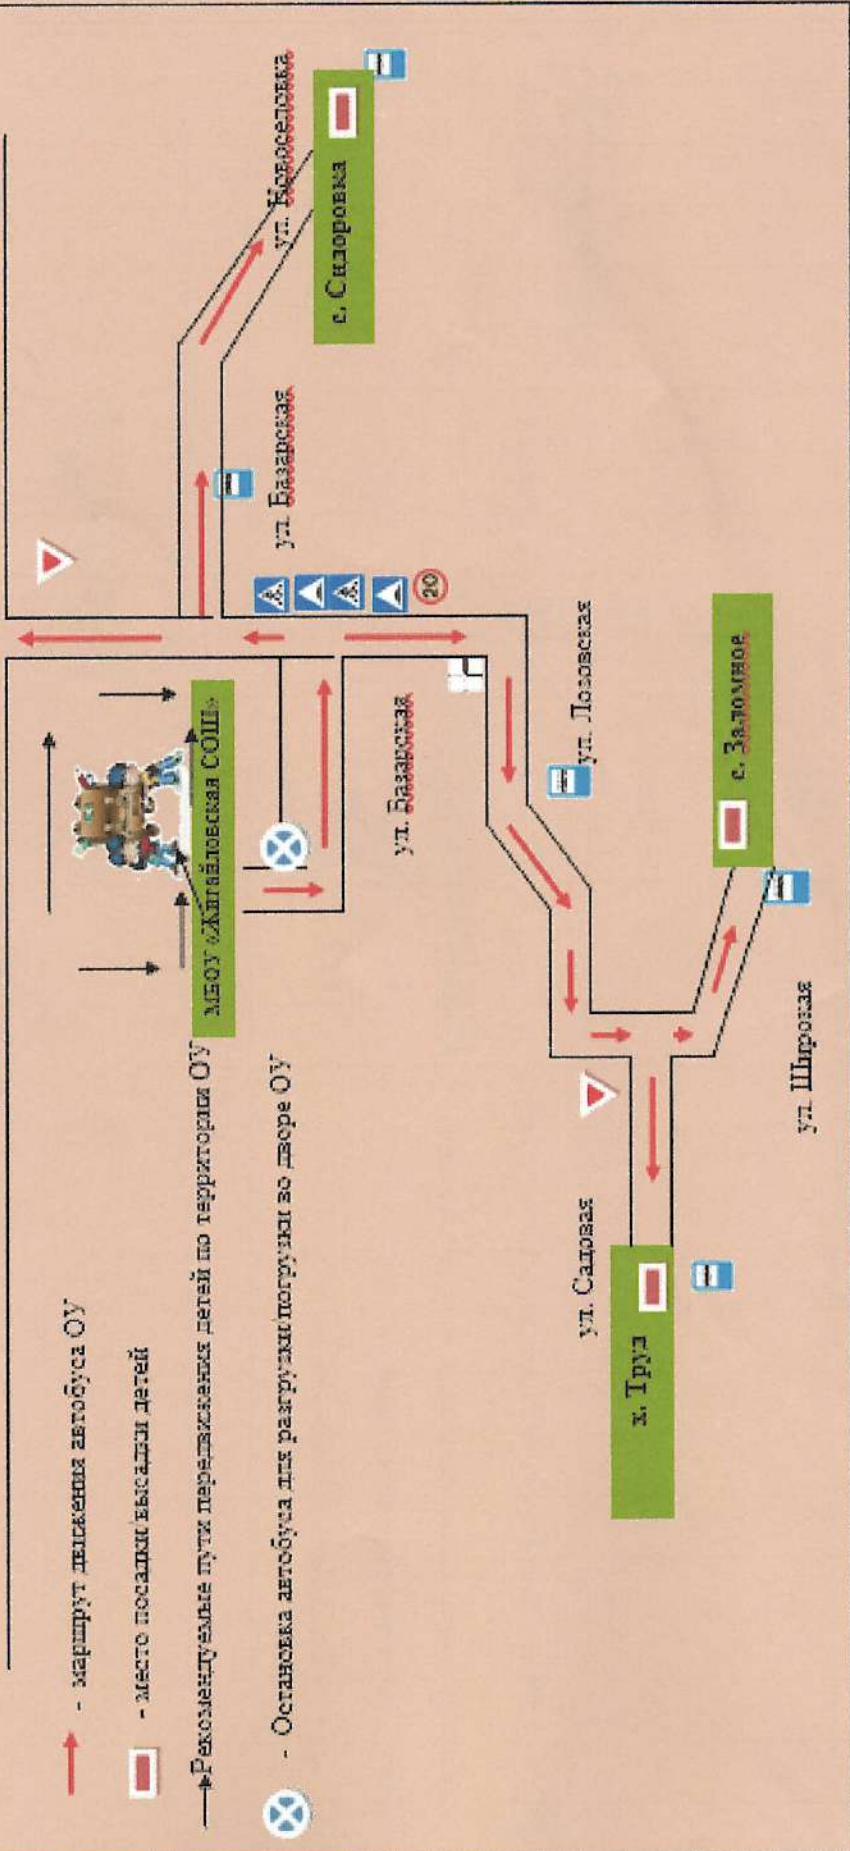 - маршрут движения автобуса ОУ
- место посадки/высадки детей
Рекомендуемые пути передвижения детей по территории ОУ
- Остановка автобуса для разгрузки/погрузки во дворе ОУ
МБОУ «Жигайловская СОШ»
ул. Базарская
ул. Новоселовка
с. Сидоровка
ул. Базарская
20
ул. Лозовская
ул. Садовая
х. Труд
ул. Широкая
с. Заломное